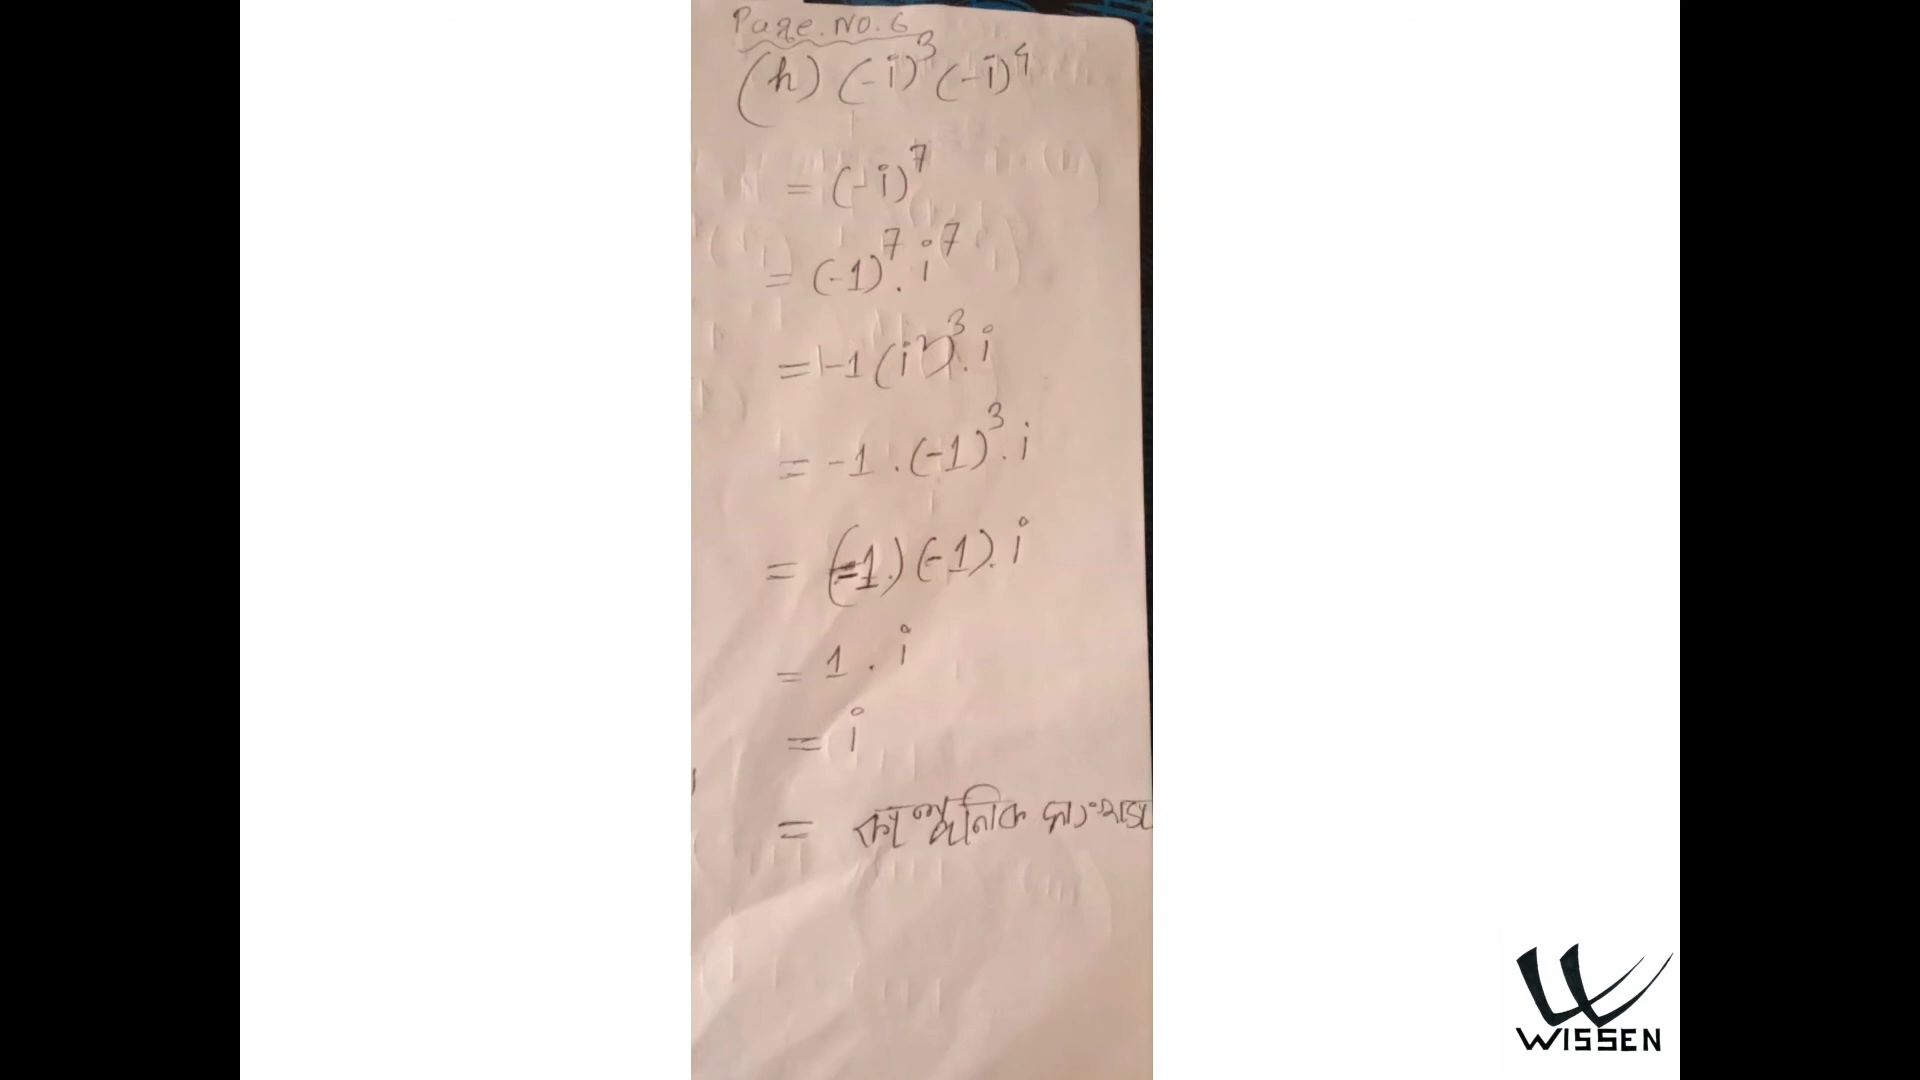 Page. No. 6
(h) (-i)³ (-i)⁴
= (-i)⁷
= (-1)⁷ . i⁷
= -1 (i²)³ . i
= -1 . (-1)³ . i
= (-1.) (-1) . i
= 1 . i
= i
= কাল্পনিক
WISSEN